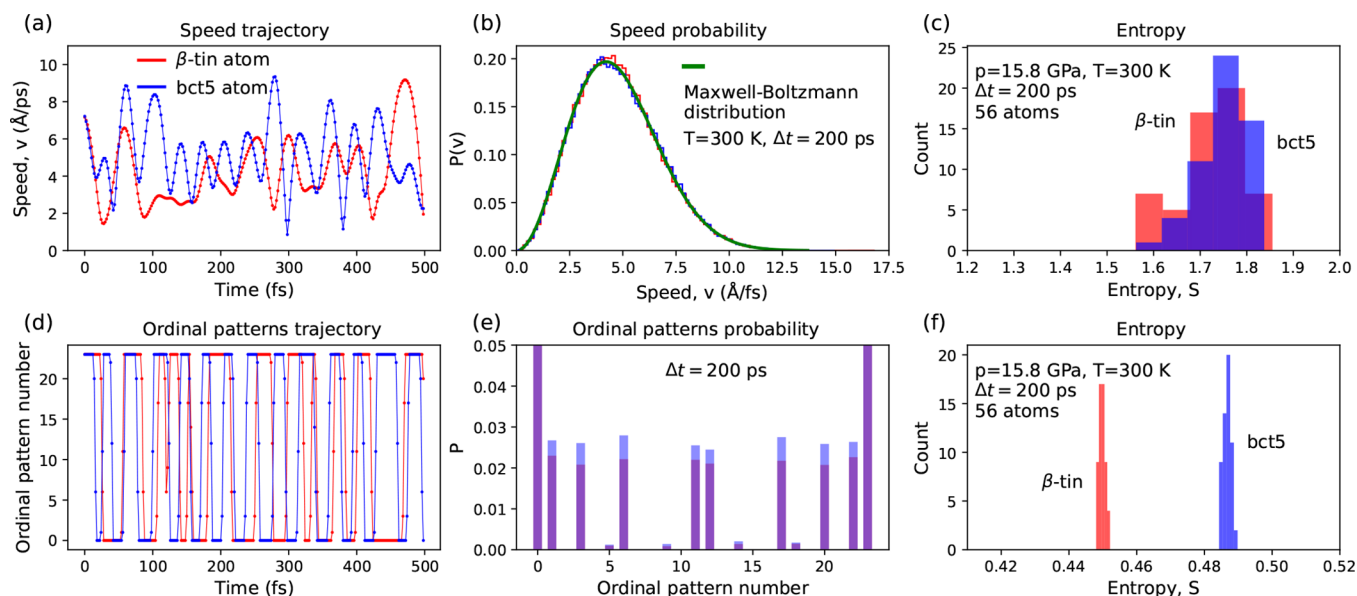 (a)
Speed trajectory
β-tin atom
bct5 atom
Speed, v (Å/ps)
10
8
6
4
2
0
0 100 200 300 400 500
Time (fs)
(b)
Speed probability
Maxwell-Boltzmann
distribution
T=300 K, Δt = 200 ps
P(v)
0.20
0.15
0.10
0.05
0.00
0.0 2.5 5.0 7.5 10.0 12.5 15.0 17.5
Speed, v (Å/fs)
(c)
Entropy
p=15.8 GPa, T=300 K
Δt = 200 ps
56 atoms
β-tin
bct5
Count
25
20
15
10
5
0
1.2 1.3 1.4 1.5 1.6 1.7 1.8 1.9 2.0
Entropy, S
(d)
Ordinal patterns trajectory
Ordinal pattern number
20
15
10
5
0
0 100 200 300 400 500
Time (fs)
(e)
Ordinal patterns probability
Δt = 200 ps
P
0.05
0.04
0.03
0.02
0.01
0.00
0 5 10 15 20
Ordinal pattern number
(f)
Entropy
p=15.8 GPa, T=300 K
Δt = 200 ps
56 atoms
β-tin
bct5
Count
20
15
10
5
0
0.42 0.44 0.46 0.48 0.50 0.52
Entropy, S